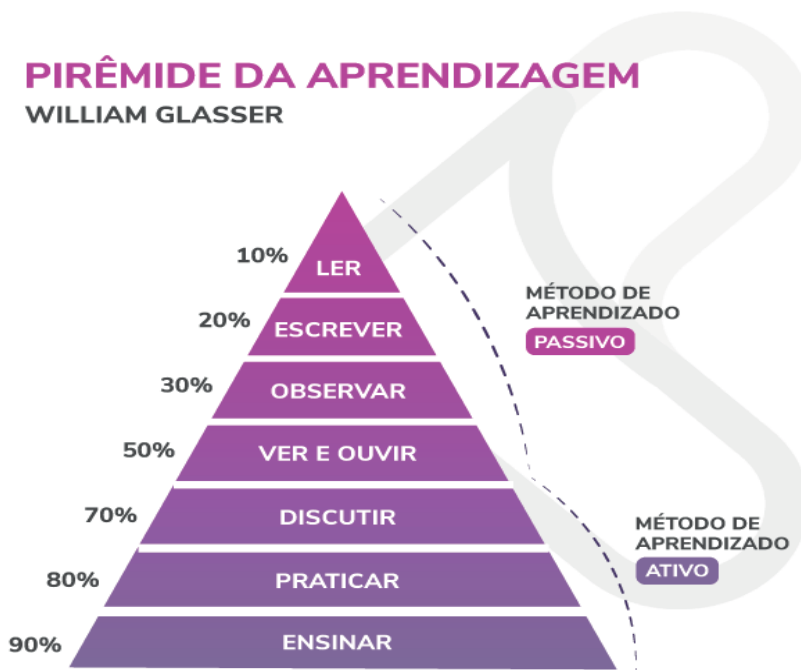 PIRÊMIDE DA APRENDIZAGEM
WILLIAM GLASSER
10%
LER
20%
ESCREVER
30%
OBSERVAR
50%
VER E OUVIR
70%
DISCUTIR
80%
PRATICAR
90%
ENSINAR
MÉTODO DE
APRENDIZADO
PASSIVO
MÉTODO DE
APRENDIZADO
ATIVO